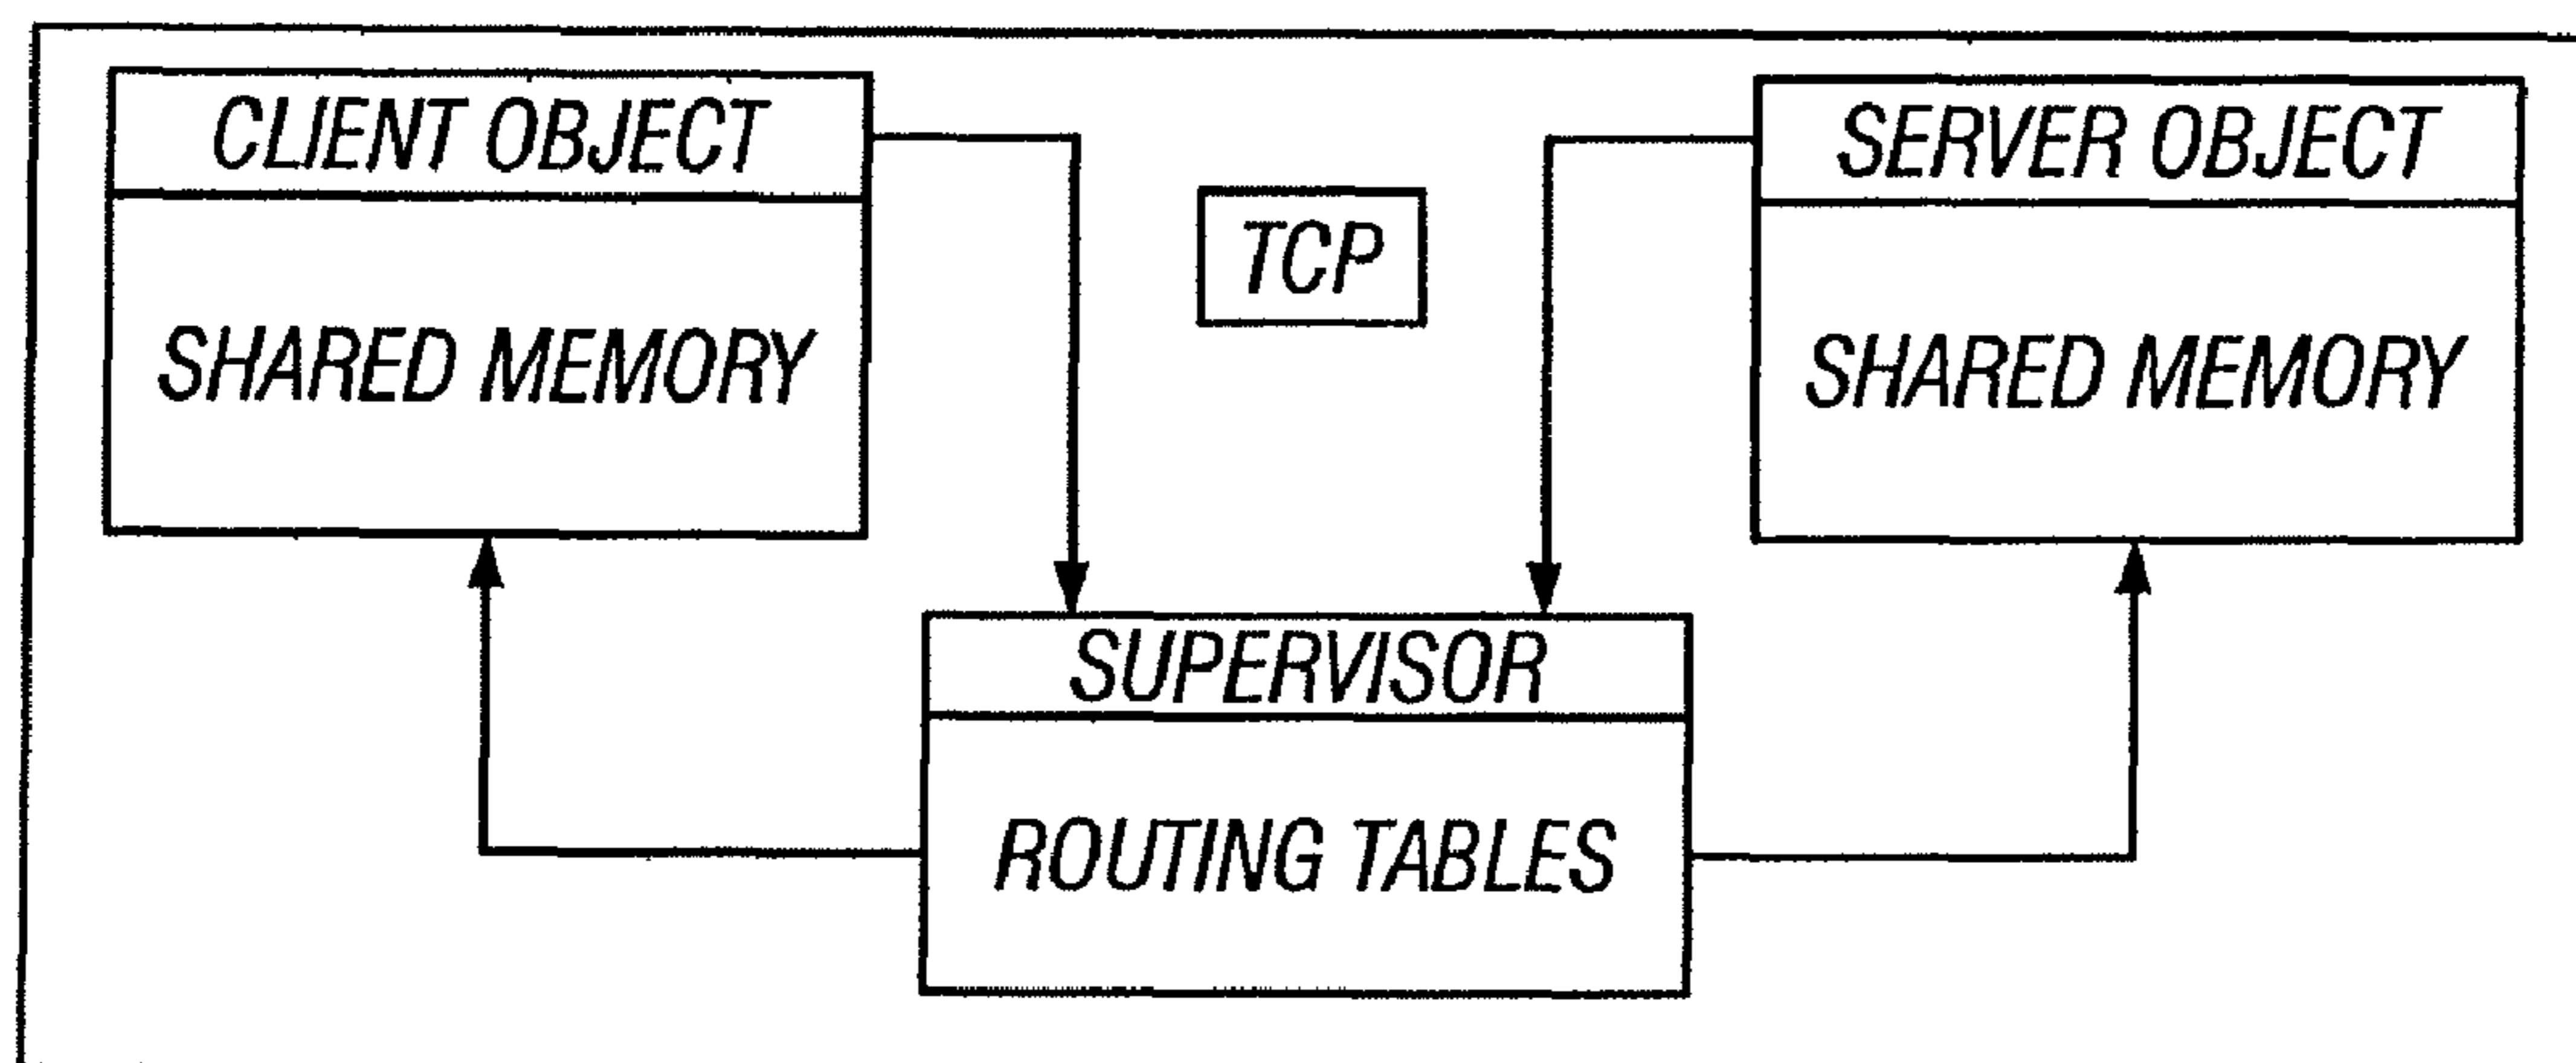 CLIENT OBJECT
SHARED MEMORY
TCP
SERVER OBJECT
SHARED MEMORY
SUPERVISOR
ROUTING TABLES